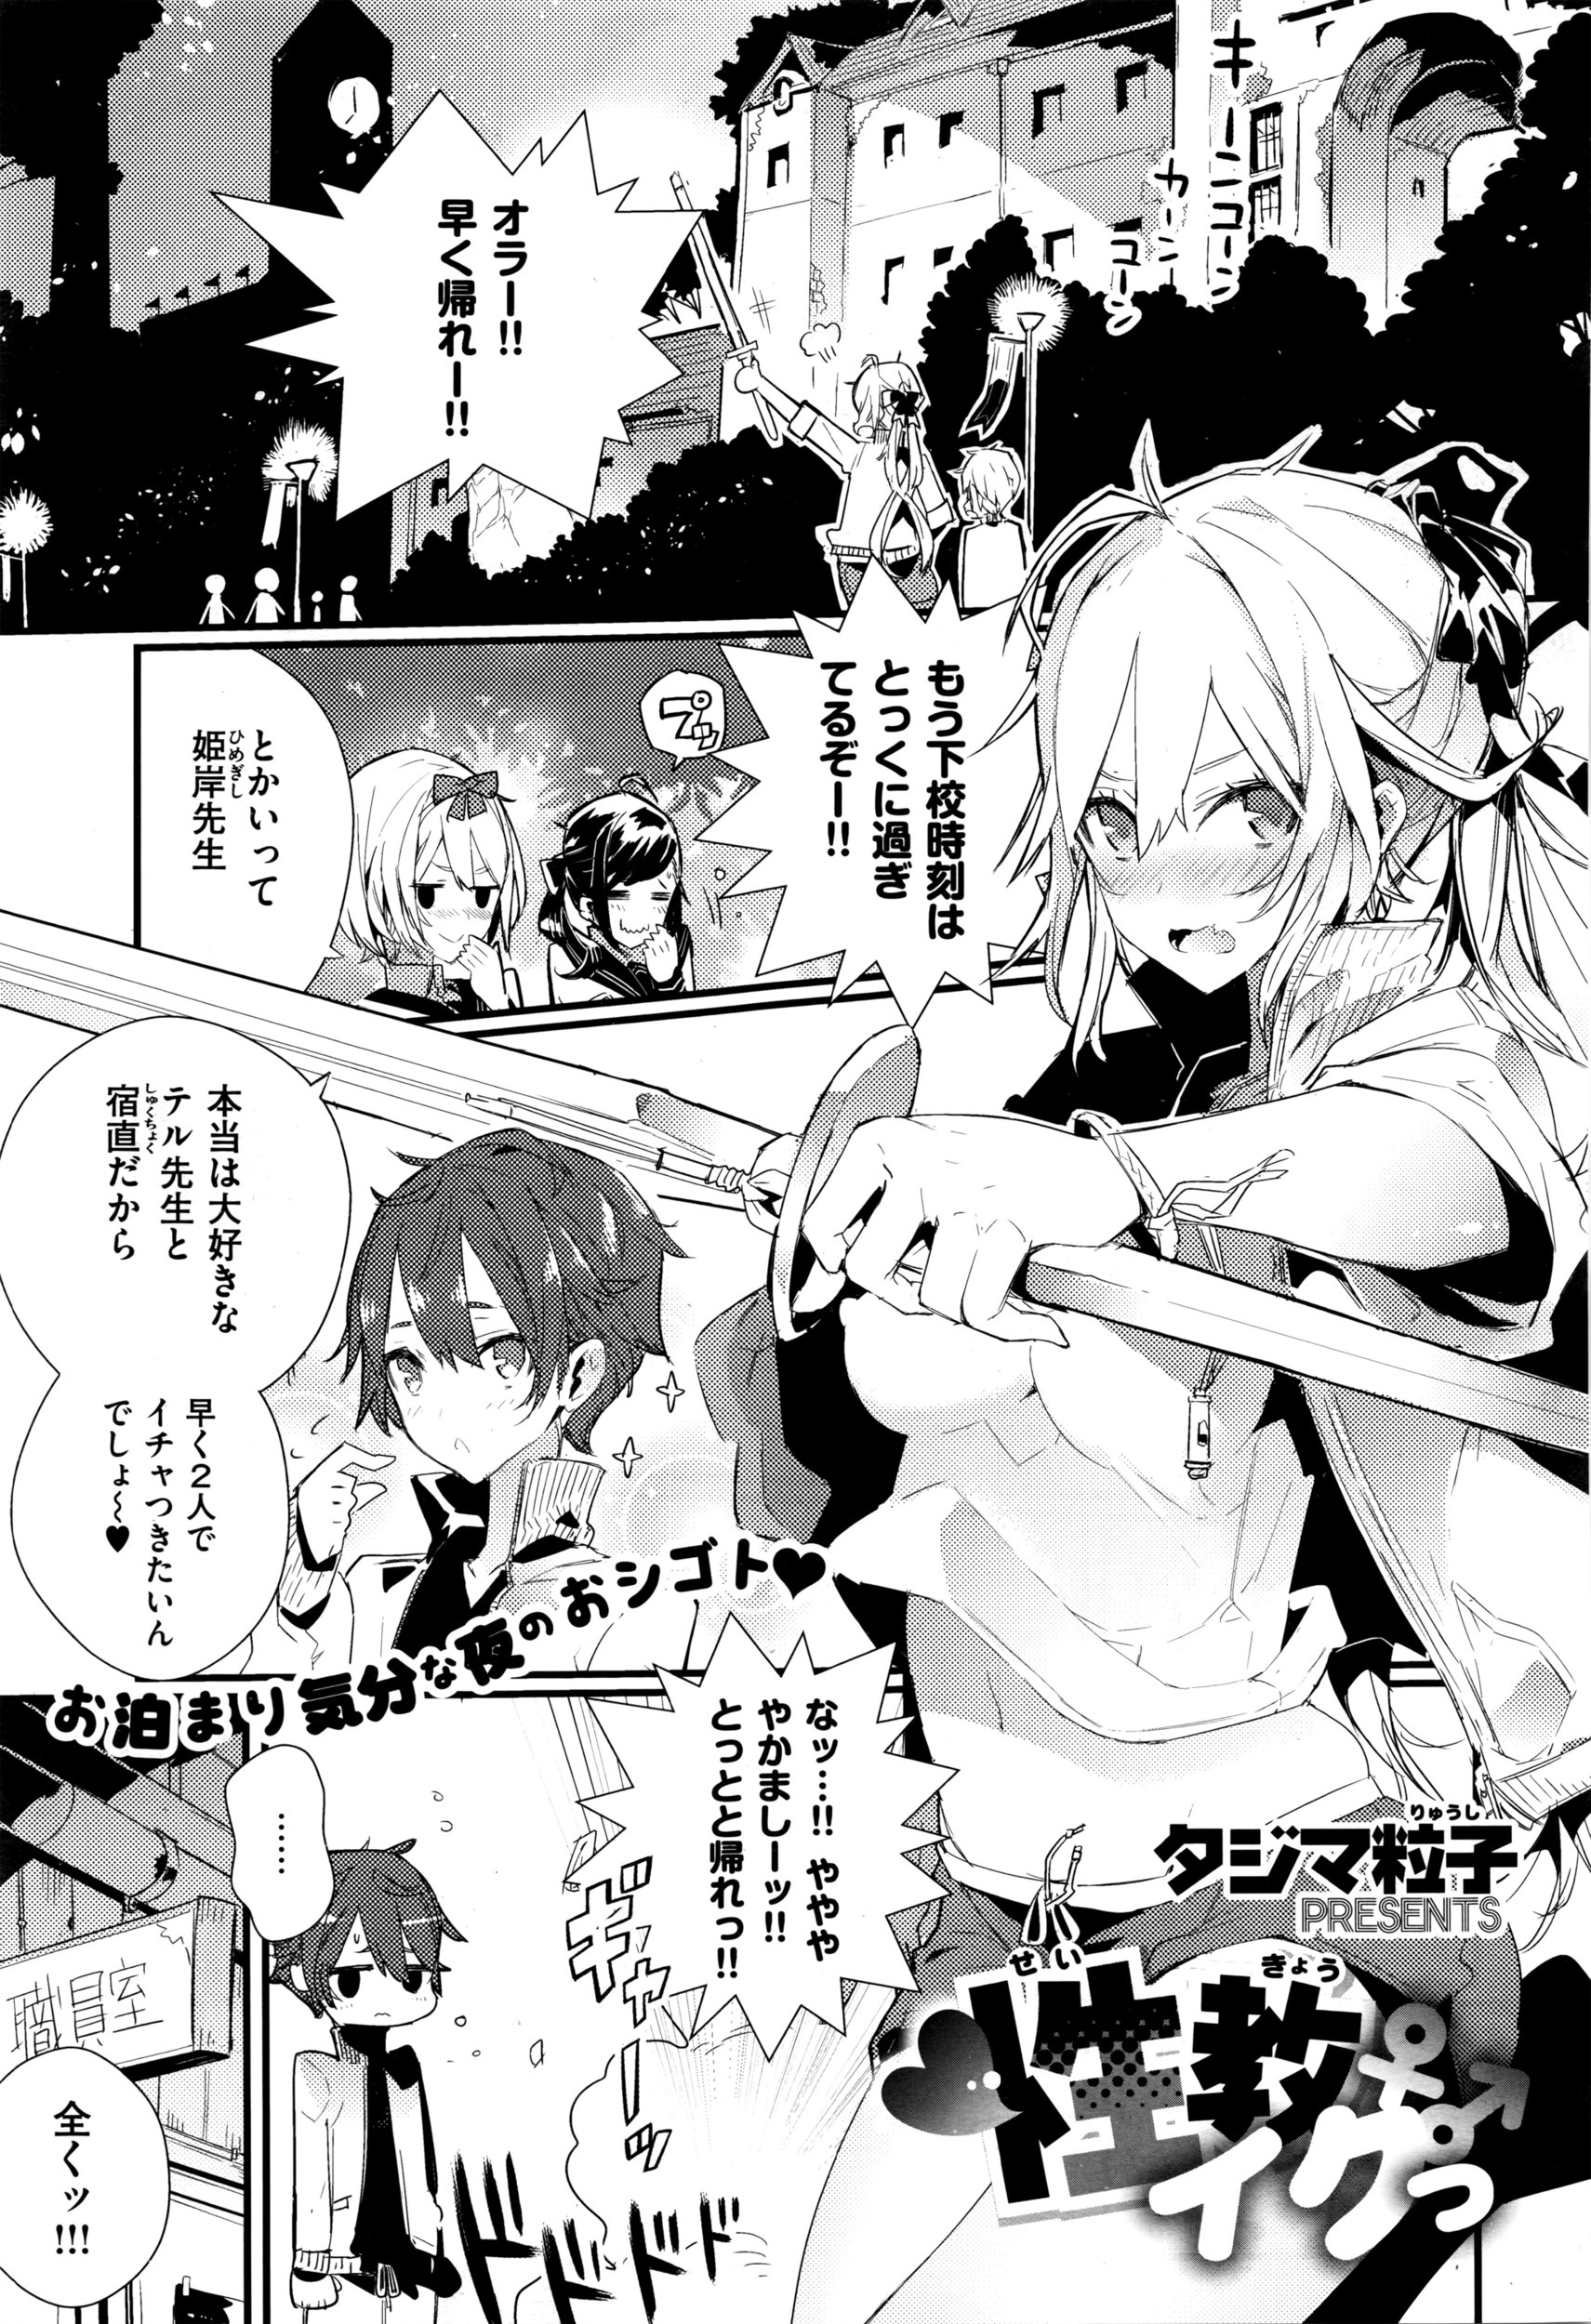 キーンコーン
カーン
コーン
オラー!!
早く帰れー!!
もう下校時刻は
とっくに過ぎ
てるぞー!!
プッ
とかいって
姫岸先生
ひめぎし
本当は大好きな
テル先生と
宿直だから
しゅくちょく
早く2人で
イチャつきたいん
でしょ〜♥
お泊まり気分な夜のおシゴト♥
なッ…!! ややや
やかましーッ!!
とっとと帰れっ!!
ギャーーッ
ドドドドド
……
職員室
全くッ!!!
タジマ粒子
りゅうし
PRESENTS
性教イクっ
せいきょう